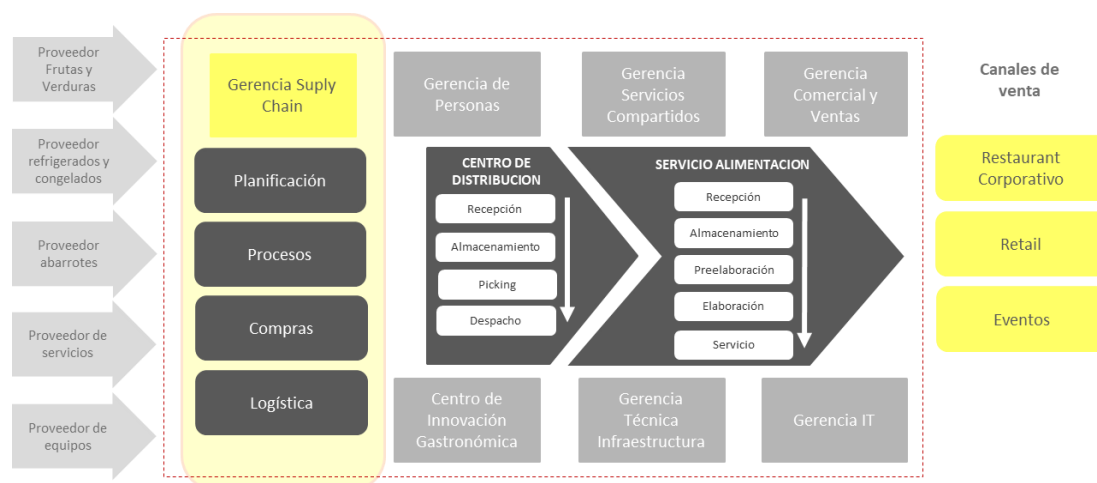 Proveedor
Frutas y
Verduras
Proveedor
refrigerados y
congelados
Proveedor
abarrotes
Proveedor de
servicios
Proveedor de
equipos
Gerencia Suply
Chain
Planificación
Procesos
Compras
Logística
Gerencia de
Personas
Gerencia
Servicios
Compartidos
Gerencia
Comercial y
Ventas
CENTRO DE
DISTRIBUCION
Recepción
Almacenamiento
Picking
Despacho
SERVICIO ALIMENTACION
Recepción
Almacenamiento
Preelaboración
Elaboración
Servicio
Centro de
Innovación
Gastronómica
Gerencia
Técnica
Infraestructura
Gerencia IT
Canales de
venta
Restaurant
Corporativo
Retail
Eventos